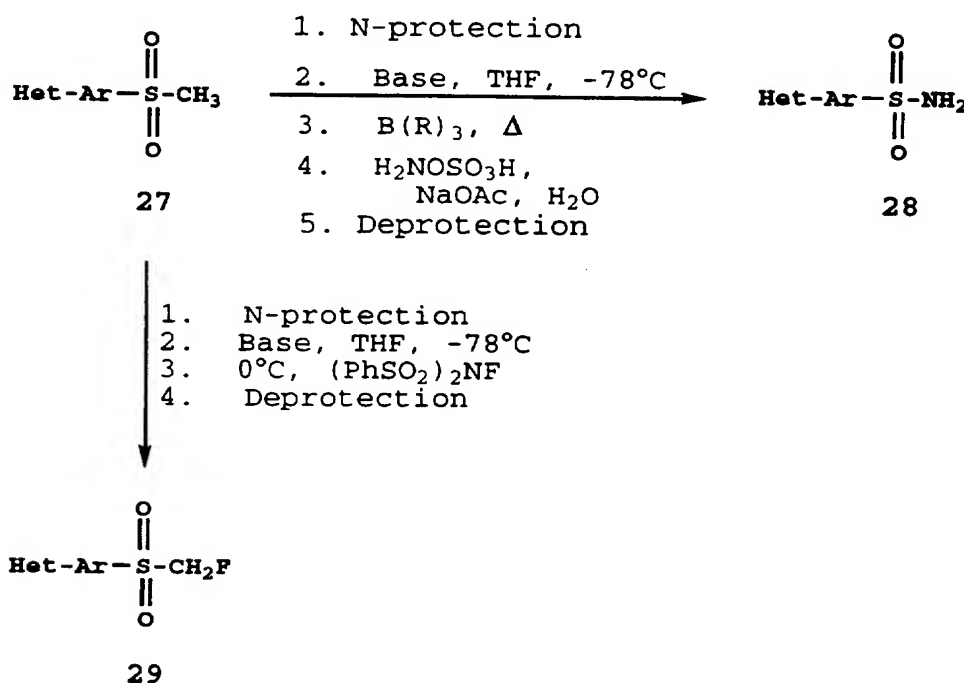 1. N-protection
2. Base, THF, -78°C
3. B(R)3, Δ
4. H2NOSO3H,
NaOAc, H2O
5. Deprotection
O
Het-Ar-S-CH3
O
27
O
Het-Ar-S-NH2
O
28
1. N-protection
2. Base, THF, -78°C
3. 0°C, (PhSO2)2NF
4. Deprotection
O
Het-Ar-S-CH2F
O
29